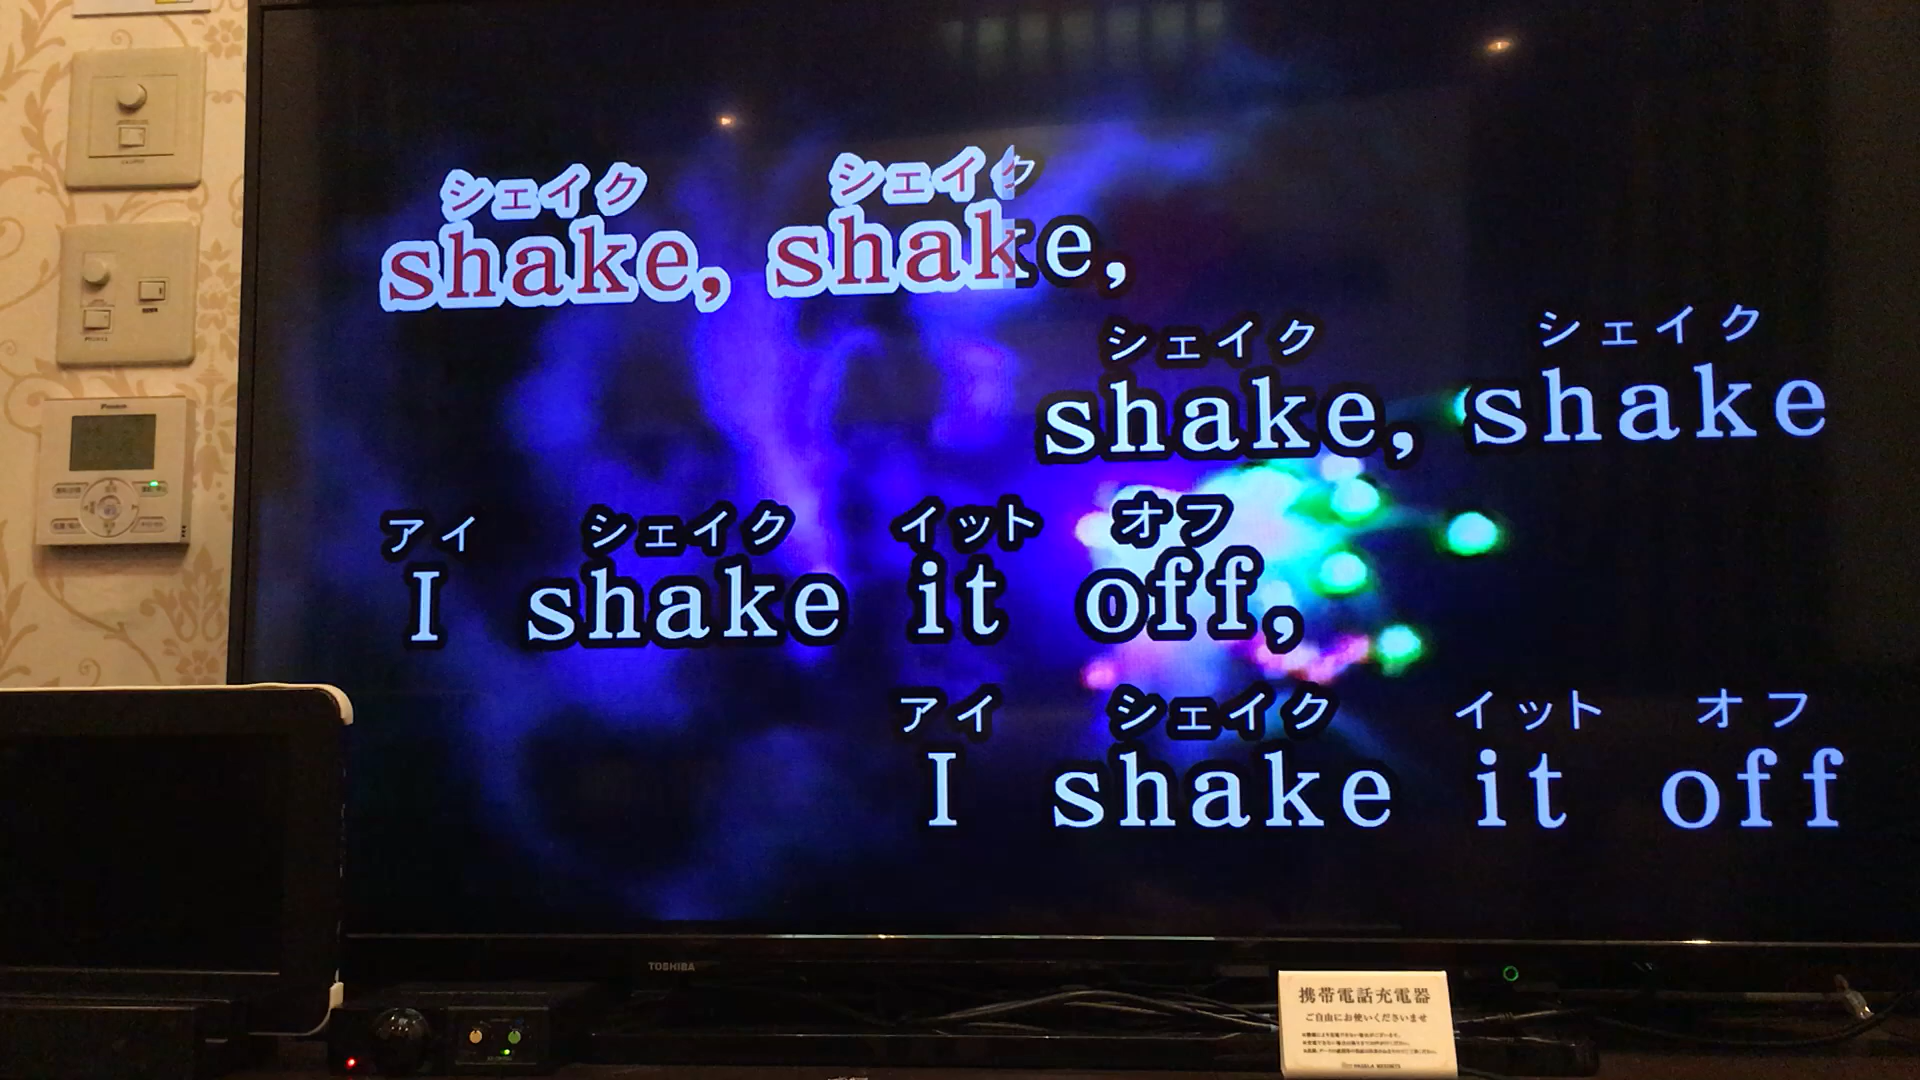 シェイク シェイク
shake, shake,
シェイク シェイク
shake, shake
アイ シェイク イット オフ
I shake it off,
アイ シェイク イット オフ
I shake it off
TOSHIBA
携帯電話充電器
ご自由にお使いくださいませ
PASELA RESORTS